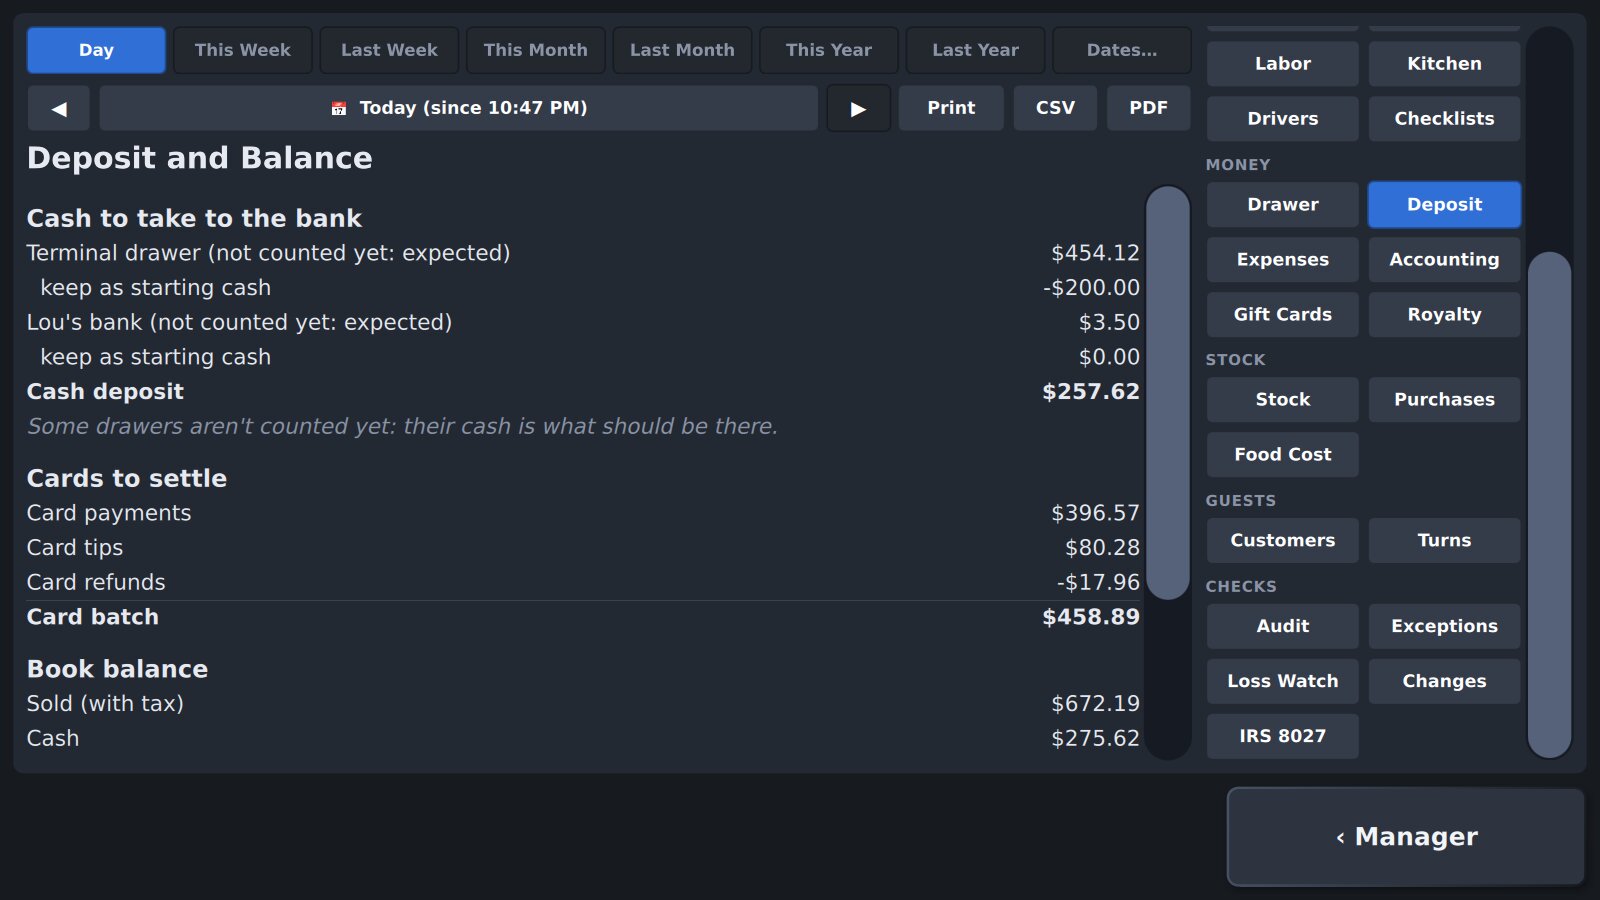 Day
This Week
Last Week
This Month
Last Month
This Year
Last Year
Dates...
◀
Today (since 10:47 PM)
▶
Print
CSV
PDF
Deposit and Balance
Cash to take to the bank
Terminal drawer (not counted yet: expected) $454.12
keep as starting cash -$200.00
Lou's bank (not counted yet: expected) $3.50
keep as starting cash $0.00
Cash deposit $257.62
Some drawers aren't counted yet: their cash is what should be there.
Cards to settle
Card payments $396.57
Card tips $80.28
Card refunds -$17.96
Card batch $458.89
Book balance
Sold (with tax) $672.19
Cash $275.62
Labor
Kitchen
Drivers
Checklists
MONEY
Drawer
Deposit
Expenses
Accounting
Gift Cards
Royalty
STOCK
Stock
Purchases
Food Cost
GUESTS
Customers
Turns
CHECKS
Audit
Exceptions
Loss Watch
Changes
IRS 8027
‹ Manager